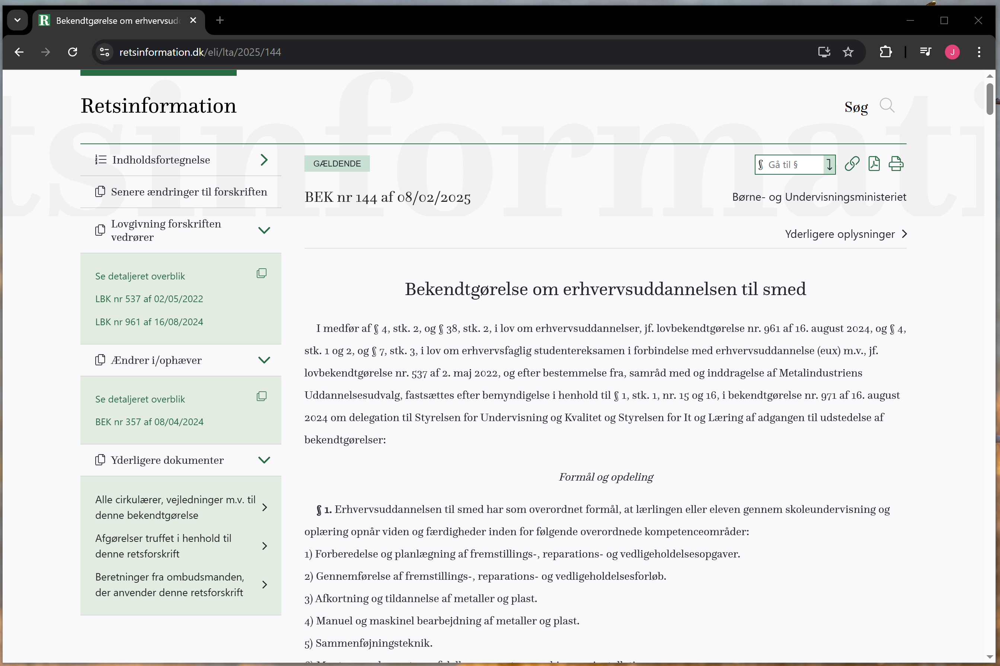 Bekendtgørelse om erhvervsud
retsinformation.dk/eli/lta/2025/144
J
Retsinformation
Søg
Indholdsfortegnelse
Senere ændringer til forskriften
Lovgivning forskriften
vedrører
Se detaljeret overblik
LBK nr 537 af 02/05/2022
LBK nr 961 af 16/08/2024
Ændrer i/ophæver
Se detaljeret overblik
BEK nr 357 af 08/04/2024
Yderligere dokumenter
Alle cirkulærer, vejledninger m.v. til
denne bekendtgørelse
Afgørelser truffet i henhold til
denne retsforskrift
Beretninger fra ombudsmanden,
der anvender denne retsforskrift
GÆLDENDE
§ Gå til §
BEK nr 144 af 08/02/2025
Børne- og Undervisningsministeriet
Yderligere oplysninger
Bekendtgørelse om erhvervsuddannelsen til smed
I medfør af § 4, stk. 2, og § 38, stk. 2, i lov om erhvervsuddannelser, jf. lovbekendtgørelse nr. 961 af 16. august 2024, og § 4,
stk. 1 og 2, og § 7, stk. 3, i lov om erhvervsfaglig studentereksamen i forbindelse med erhvervsuddannelse (eux) m.v., jf.
lovbekendtgørelse nr. 537 af 2. maj 2022, og efter bestemmelse fra, samråd med og inddragelse af Metalindustriens
Uddannelsesudvalg, fastsættes efter bemyndigelse i henhold til § 1, stk. 1, nr. 15 og 16, i bekendtgørelse nr. 971 af 16. august
2024 om delegation til Styrelsen for Undervisning og Kvalitet og Styrelsen for It og Læring af adgangen til udstedelse af
bekendtgørelser:
Formål og opdeling
§ 1. Erhvervsuddannelsen til smed har som overordnet formål, at lærlingen eller eleven gennem skoleundervisning og
oplæring opnår viden og færdigheder inden for følgende overordnede kompetenceområder:
1) Forberedelse og planlægning af fremstillings-, reparations- og vedligeholdelsesopgaver.
2) Gennemførelse af fremstillings-, reparations- og vedligeholdelsesforløb.
3) Afkortning og tildannelse af metaller og plast.
4) Manuel og maskinel bearbejdning af metaller og plast.
5) Sammenføjningsteknik.